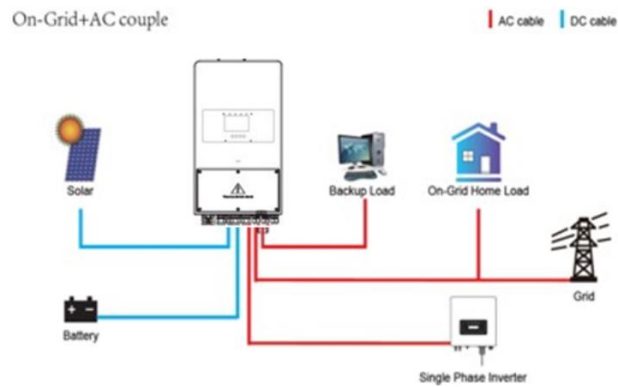 On-Grid+AC couple
AC cable
DC cable
Solar
Backup Load
On-Grid Home Load
Grid
Battery
Single Phase Inverter